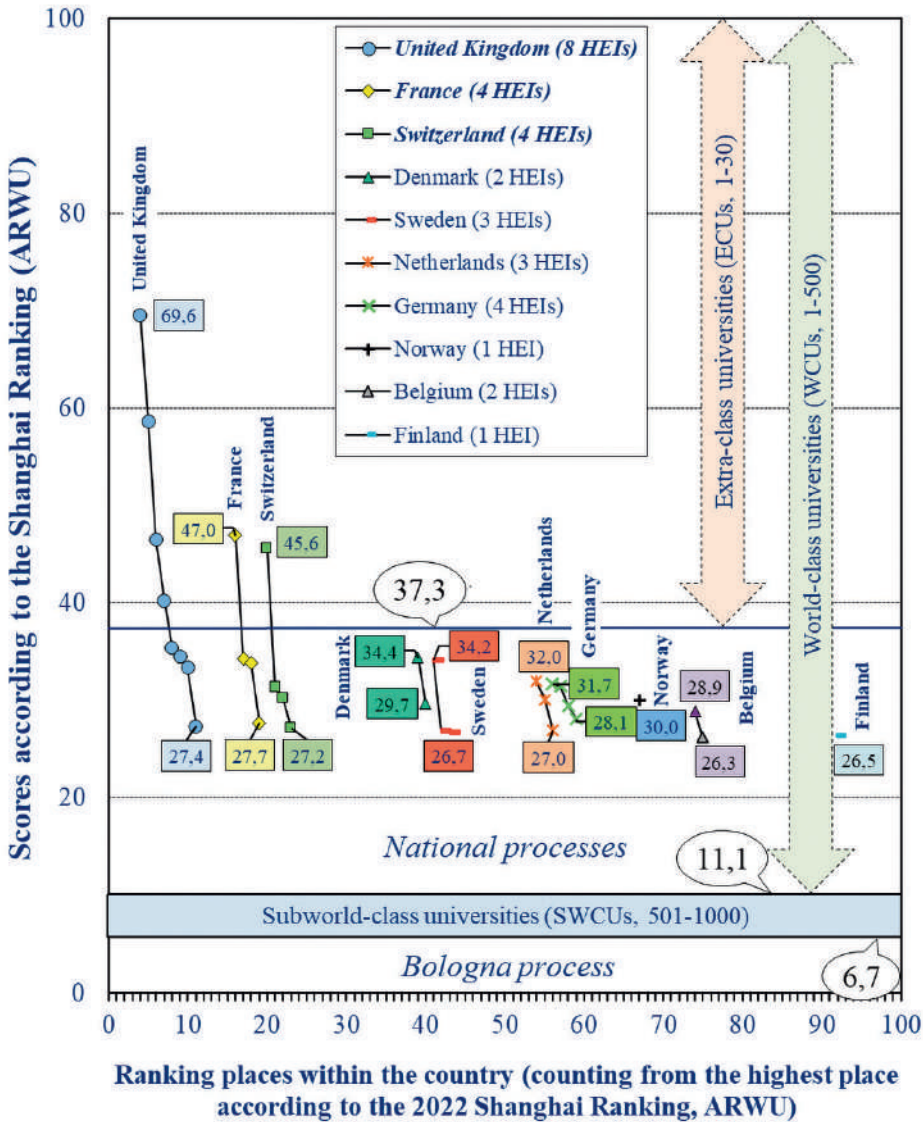 Scores according to the Shanghai Ranking (ARWU)
100
80
60
40
20
0
United Kingdom (8 HEIs)
France (4 HEIs)
Switzerland (4 HEIs)
Denmark (2 HEIs)
Sweden (3 HEIs)
Netherlands (3 HEIs)
Germany (4 HEIs)
Norway (1 HEI)
Belgium (2 HEIs)
Finland (1 HEI)
Extra-class universities (ECUs, 1-30)
World-class universities (WCUs, 1-500)
United Kingdom
69,6
27,4
France
47,0
27,7
Switzerland
45,6
27,2
37,3
Denmark
34,4
29,7
Sweden
34,2
26,7
Netherlands
32,0
27,0
Germany
31,7
28,1
Norway
30,0
Belgium
28,9
26,3
Finland
26,5
National processes
11,1
Subworld-class universities (SWCUs, 501-1000)
Bologna process
6,7
0 10 20 30 40 50 60 70 80 90 100
Ranking places within the country (counting from the highest place
according to the 2022 Shanghai Ranking, ARWU)